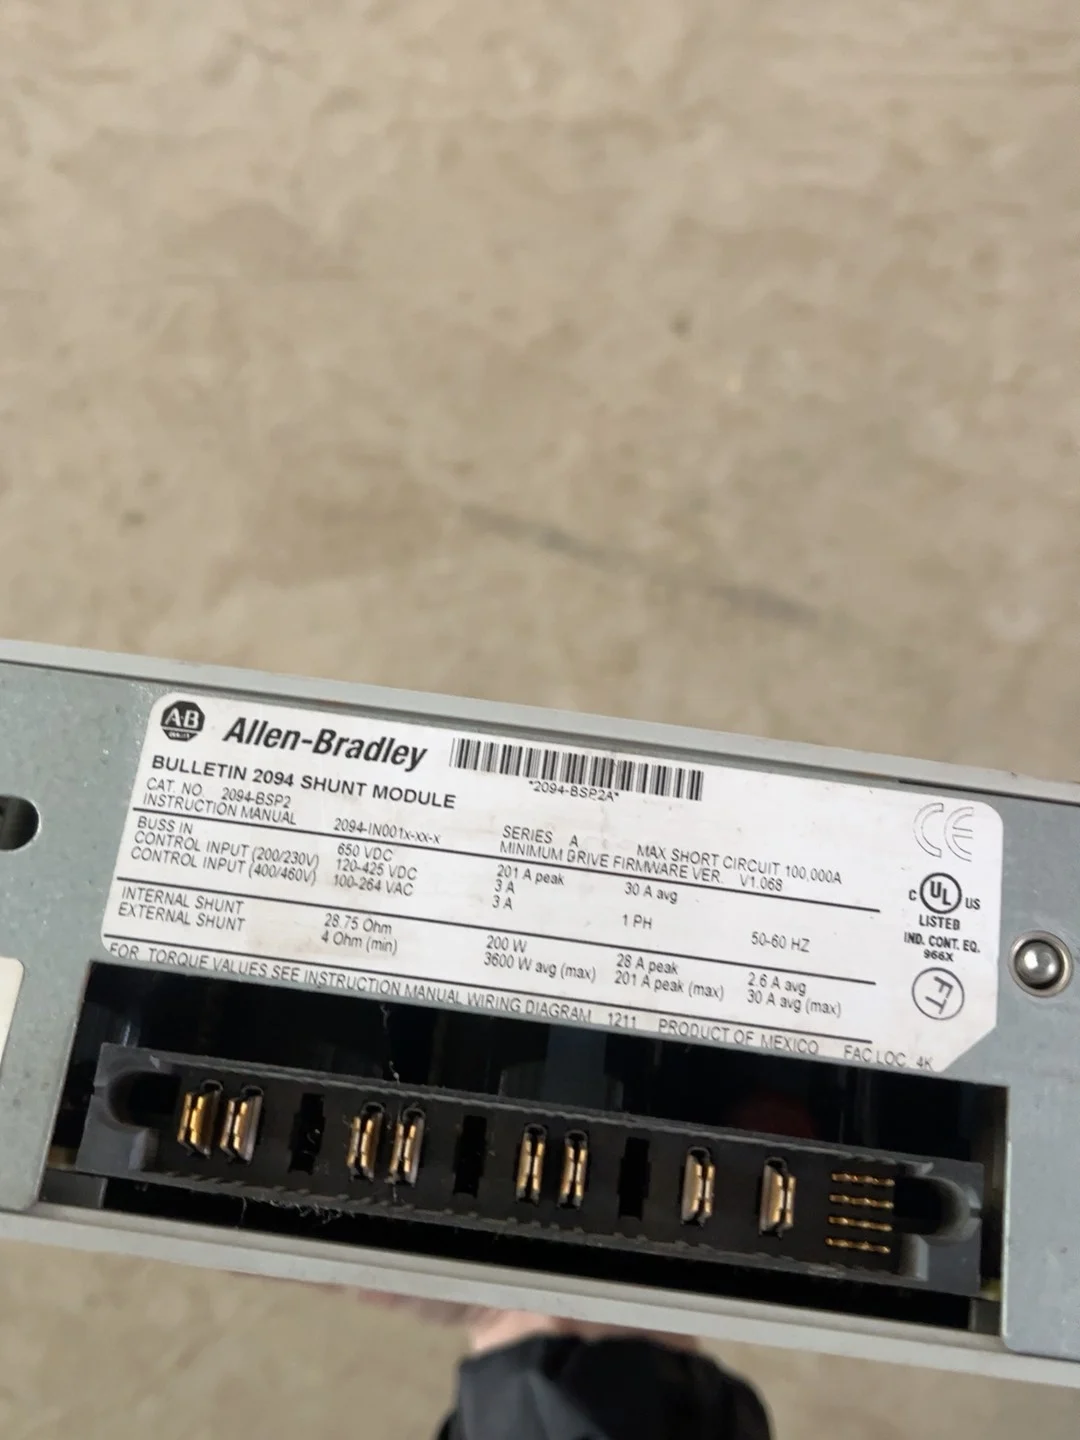 A-B
Allen-Bradley
*2094-BSP2A*
BULLETIN 2094 SHUNT MODULE
CAT. NO. 2094-BSP2 SERIES A MAX SHORT CIRCUIT 100,000A
INSTRUCTION MANUAL 2094-IN001x-xx-x MINIMUM DRIVE FIRMWARE VER. V1.068
BUSS IN 650 VDC 201 A peak 30 A avg
CONTROL INPUT (200/230V) 120-425 VDC 3 A
CONTROL INPUT (400/460V) 100-264 VAC 3 A 1 PH 50-60 HZ
INTERNAL SHUNT 28.75 Ohm 200 W 28 A peak 2.6 A avg
EXTERNAL SHUNT 4 Ohm (min) 3600 W avg (max) 201 A peak (max) 30 A avg (max)
FOR TORQUE VALUES SEE INSTRUCTION MANUAL WIRING DIAGRAM 1211 PRODUCT OF MEXICO FAC LOC 4K
CE
C UL US
LISTED
IND. CONT. EQ.
966X
FT